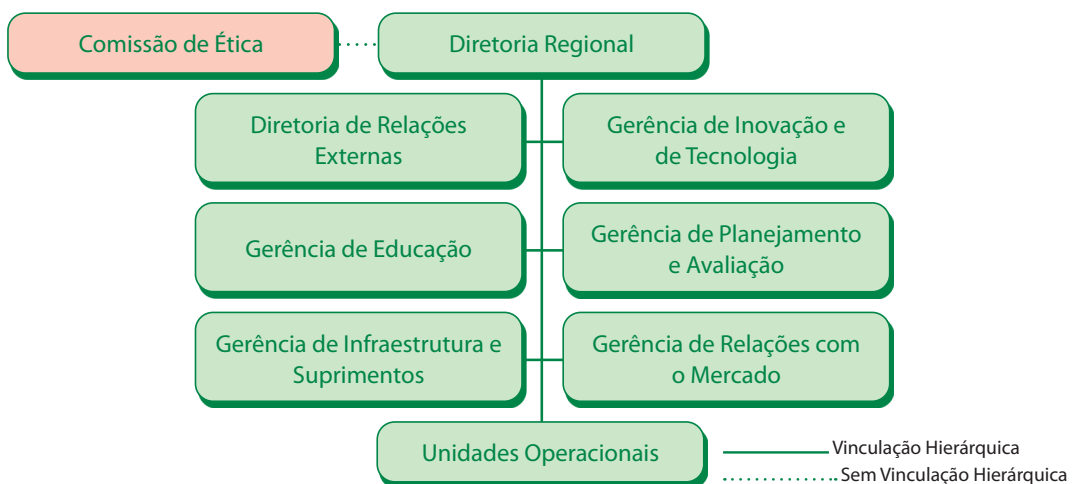 Comissão de Ética
Diretoria Regional
Diretoria de Relações
Externas
Gerência de Inovação e
de Tecnologia
Gerência de Educação
Gerência de Planejamento
e Avaliação
Gerência de Infraestrutura e
Suprimentos
Gerência de Relações com
o Mercado
Unidades Operacionais
Vinculação Hierárquica
Sem Vinculação Hierárquica